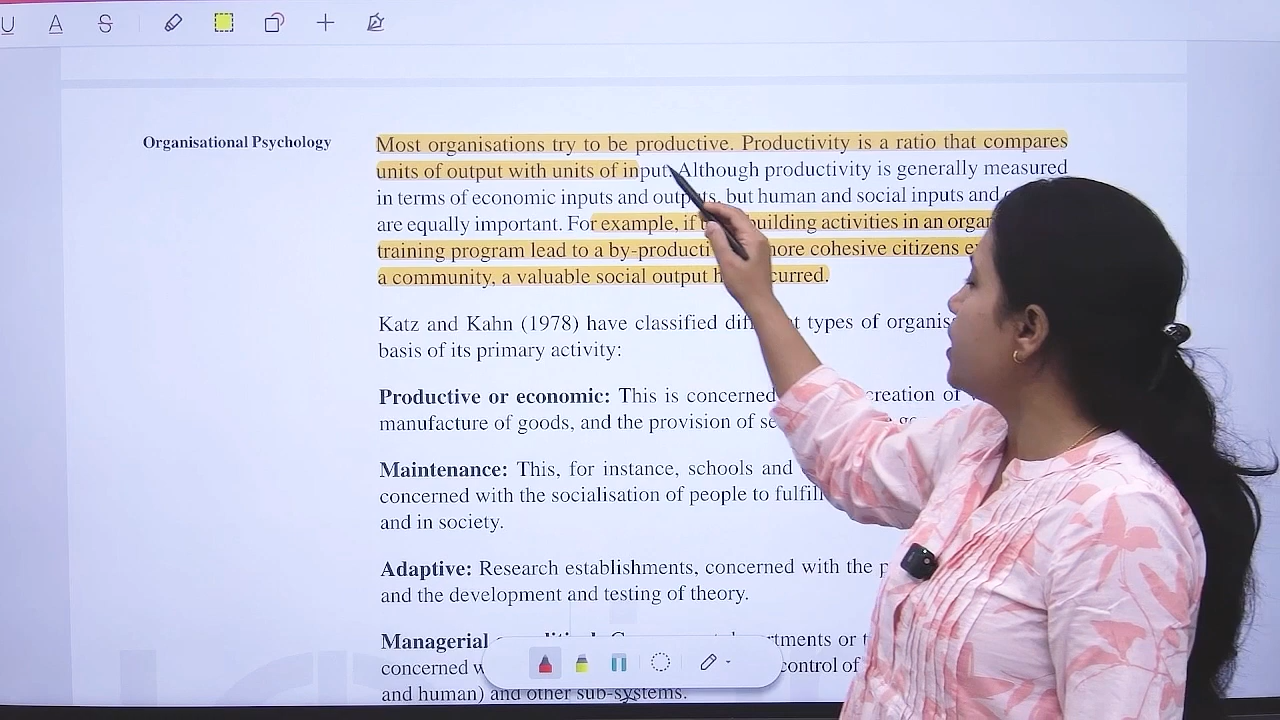 Organisational Psychology
Most organisations try to be productive. Productivity is a ratio that compares
units of output with units of input. Although productivity is generally measured
in terms of economic inputs and outputs, but human and social inputs and
are equally important. For example, if building activities in an
training program lead to a by-product more cohesive citizens
a community, a valuable social output
Katz and Kahn (1978) have classified types of
basis of its primary activity:
Productive or economic: This is concerned creation of
manufacture of goods, and the provision of
Maintenance: This, for instance, schools and
concerned with the socialisation of people to
and in society.
Adaptive: Research establishments, concerned with the
and the development and testing of theory.
Managerial or
concerned control of
and human) and other sub-systems.